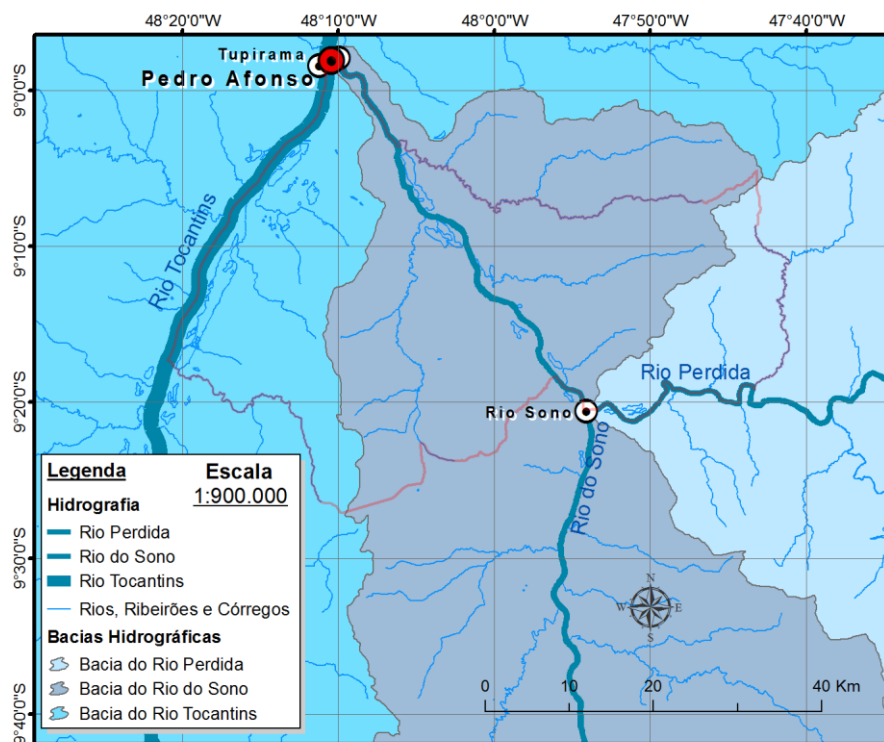 48°20'0"W 48°10'0"W 48°0'0"W 47°50'0"W 47°40'0"W
9°0'0"S
9°10'0"S
9°20'0"S
9°30'0"S
9°40'0"S
Tupirama
Pedro Afonso
Rio Tocantins
Rio Perdida
Rio Sono
Rio do Sono
Legenda
Escala
1:900.000
Hidrografia
Rio Perdida
Rio do Sono
Rio Tocantins
Rios, Ribeirões e Córregos
Bacias Hidrográficas
Bacia do Rio Perdida
Bacia do Rio do Sono
Bacia do Rio Tocantins
N
W E
S
0 10 20 40 Km